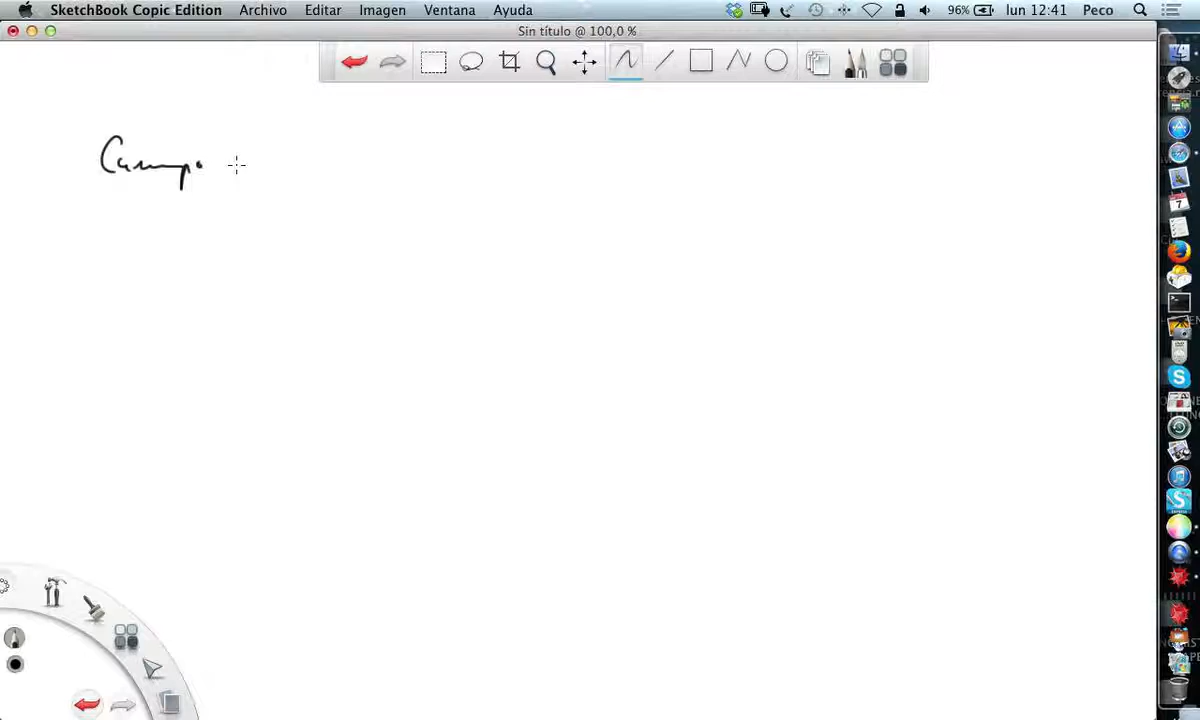 SketchBook Copic Edition Archivo Editar Imagen Ventana Ayuda 96% lun 12:41 Peco
Sin título @ 100,0 %
Campo